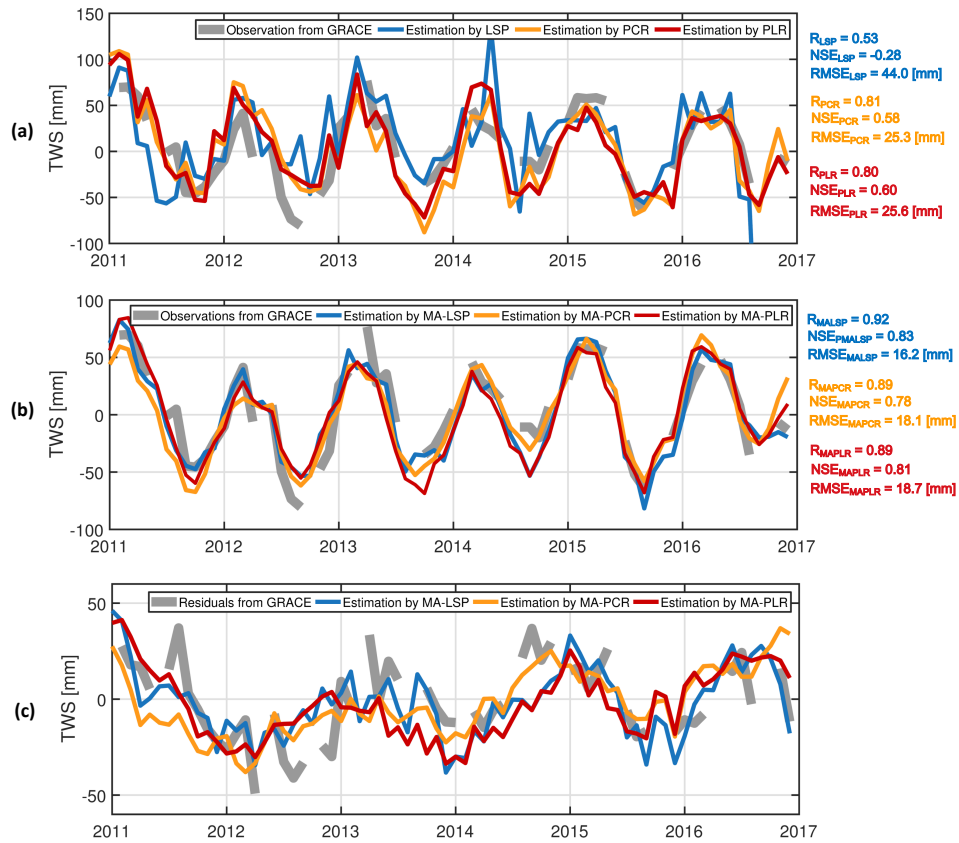 (a)
TWS [mm]
150
100
50
0
-50
-100
Observation from GRACE Estimation by LSP Estimation by PCR Estimation by PLR
2011 2012 2013 2014 2015 2016 2017
R_LSP = 0.53
NSE_LSP = -0.28
RMSE_LSP = 44.0 [mm]
R_PCR = 0.81
NSE_PCR = 0.58
RMSE_PCR = 25.3 [mm]
R_PLR = 0.80
NSE_PLR = 0.60
RMSE_PLR = 25.6 [mm]
(b)
TWS [mm]
100
50
0
-50
-100
Observations from GRACE Estimation by MA-LSP Estimation by MA-PCR Estimation by MA-PLR
2011 2012 2013 2014 2015 2016 2017
R_MALSP = 0.92
NSE_PMALSP = 0.83
RMSE_MALSP = 16.2 [mm]
R_MAPCR = 0.89
NSE_MAPCR = 0.78
RMSE_MAPCR = 18.1 [mm]
R_MAPLR = 0.89
NSE_MAPLR = 0.81
RMSE_MAPLR = 18.7 [mm]
(c)
TWS [mm]
50
0
-50
Residuals from GRACE Estimation by MA-LSP Estimation by MA-PCR Estimation by MA-PLR
2011 2012 2013 2014 2015 2016 2017